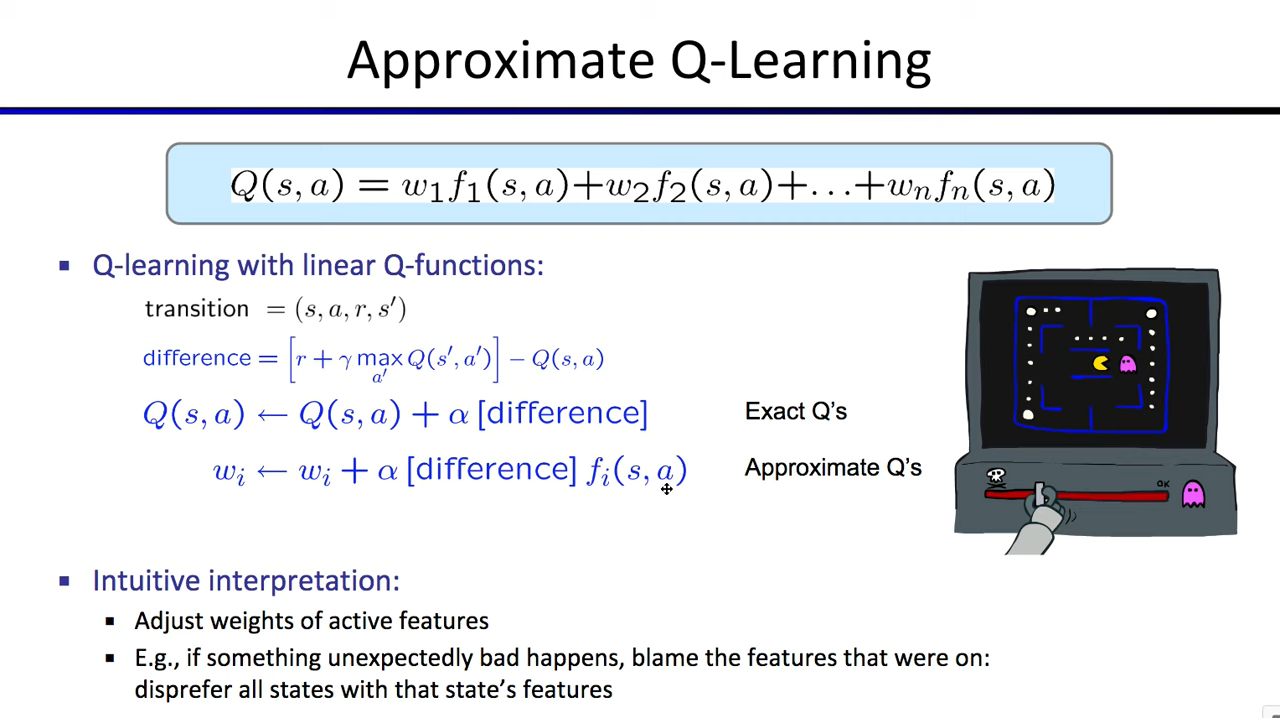 Approximate Q-Learning
Q(s, a) = w₁f₁(s, a)+w₂f₂(s, a)+...+wₙfₙ(s, a)
▪ Q-learning with linear Q-functions:
transition = (s, a, r, s′)
difference = [r + γ max Q(s′, a′)] − Q(s, a)
a′
Q(s, a) ← Q(s, a) + α [difference]
Exact Q's
wᵢ ← wᵢ + α [difference] fᵢ(s, a)
Approximate Q's
OK
▪ Intuitive interpretation:
▪ Adjust weights of active features
▪ E.g., if something unexpectedly bad happens, blame the features that were on:
disprefer all states with that state's features